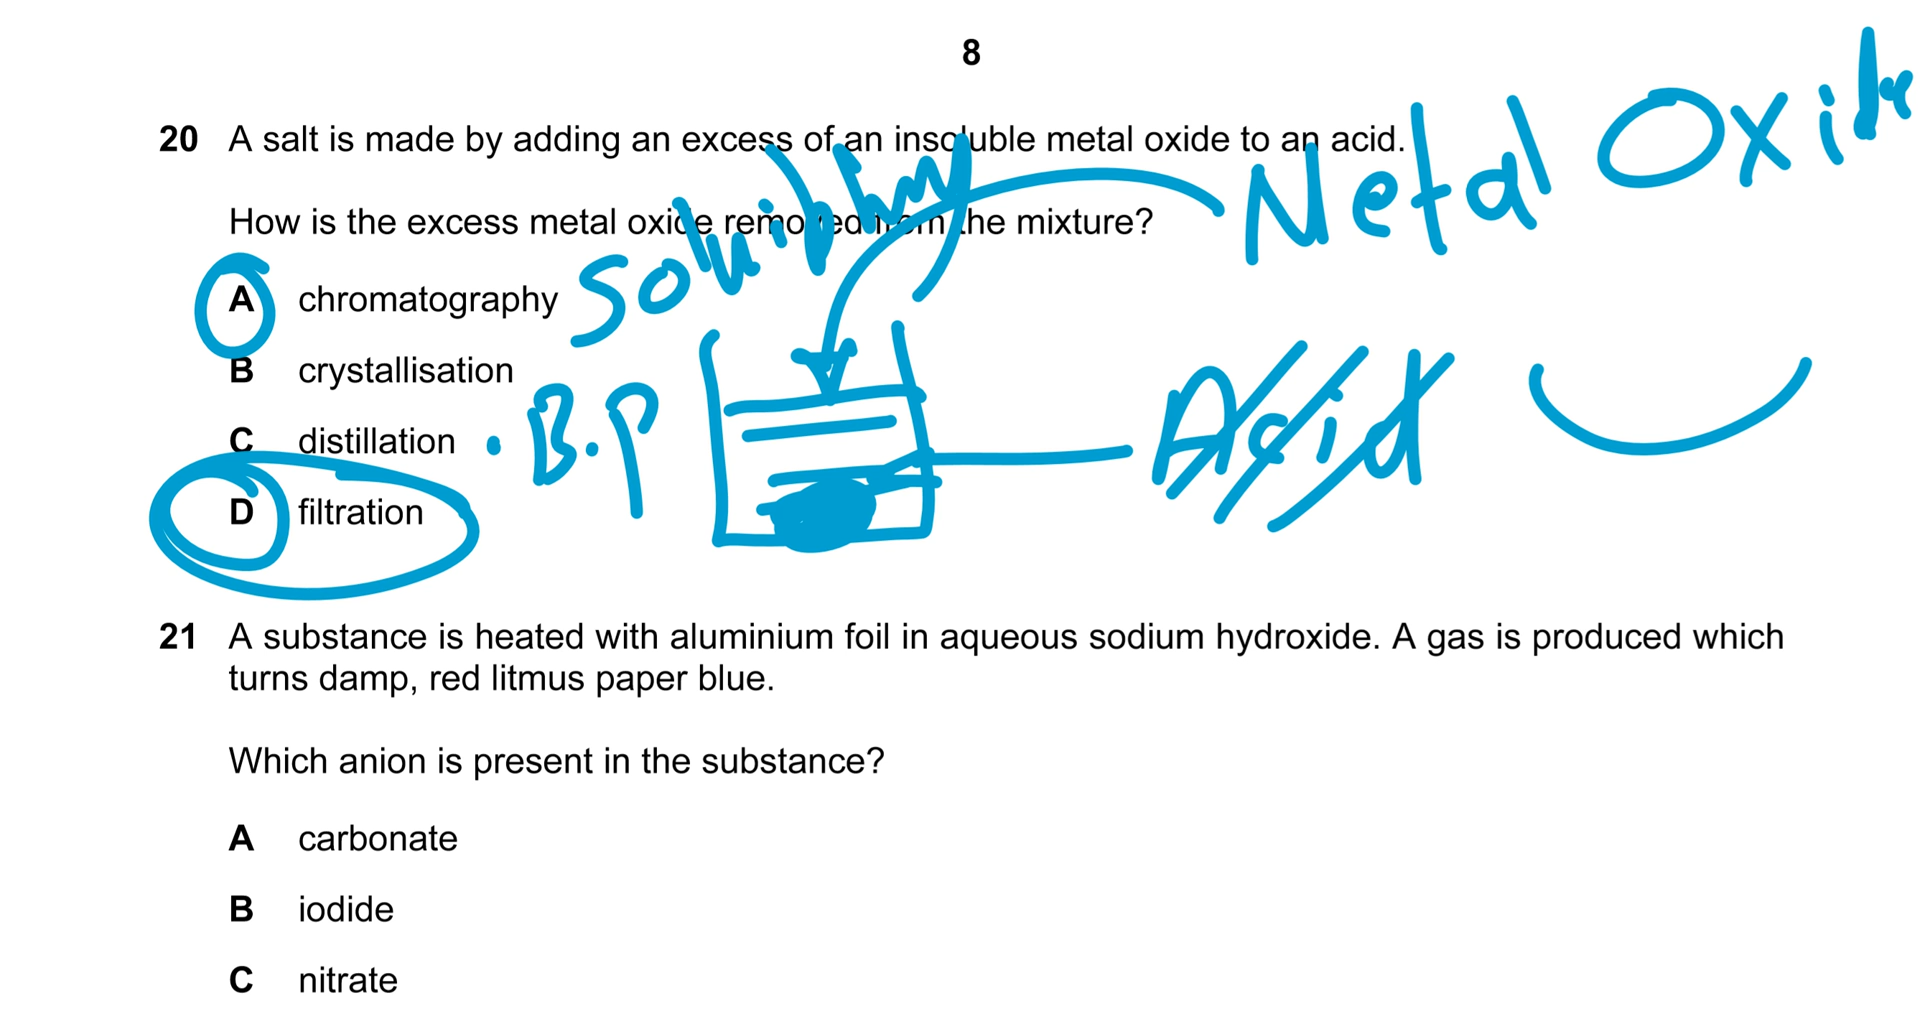 8
20 A salt is made by adding an excess of an insoluble metal oxide to an acid.
Metal Oxide
How is the excess metal oxide removed from the mixture?
A chromatography
B crystallisation
B.P
C distillation
Acid
D filtration
21 A substance is heated with aluminium foil in aqueous sodium hydroxide. A gas is produced which
turns damp, red litmus paper blue.
Which anion is present in the substance?
A carbonate
B iodide
C nitrate